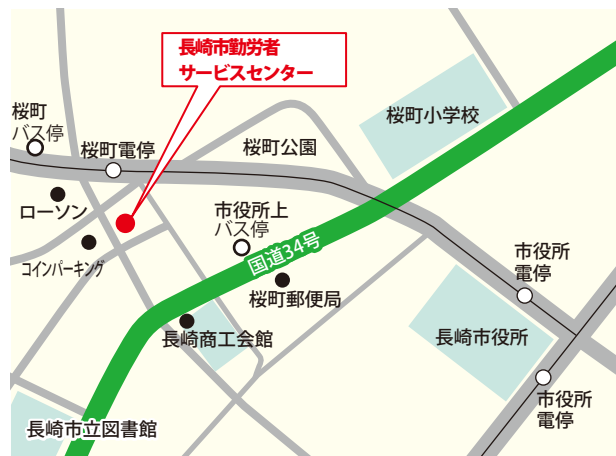 長崎市勤労者
サービスセンター
桜町
バス停
桜町電停
桜町公園
桜町小学校
ローソン
市役所上
バス停
コインパーキング
国道34号
市役所
電停
桜町郵便局
長崎商工会館
長崎市役所
市役所
電停
長崎市立図書館